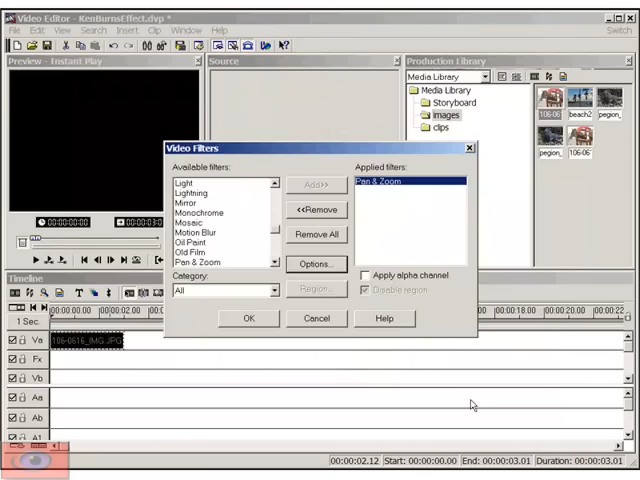 Video Editor - KenBurnsEffect.dvp *
File Edit View Search Insert Clip Window Help Switch
Preview - Instant Play
Source
Production Library
Media Library
Media Library
Storyboard
images
clips
106-06
beach2
pegion_
pegion_
106-06
Video Filters
Available filters:
Applied filters:
Light
Lightning
Mirror
Monochrome
Mosaic
Motion Blur
Oil Paint
Old Film
Pan & Zoom
Pan & Zoom
Add>>
<<Remove
Remove All
Options...
Region...
Category:
All
Apply alpha channel
Disable region
OK
Cancel
Help
00:00:00.00
00:00:03.0
Timeline
1 Sec.
00:00:00.00
00:00:02.00
00:00:20.00
00:00:22
Va
106-0616_IMG.JPG
Fx
Vb
Aa
Ab
A1
00:00:02.12 Start: 00:00:00.00 End: 00:00:03.01 Duration: 00:00:03.01